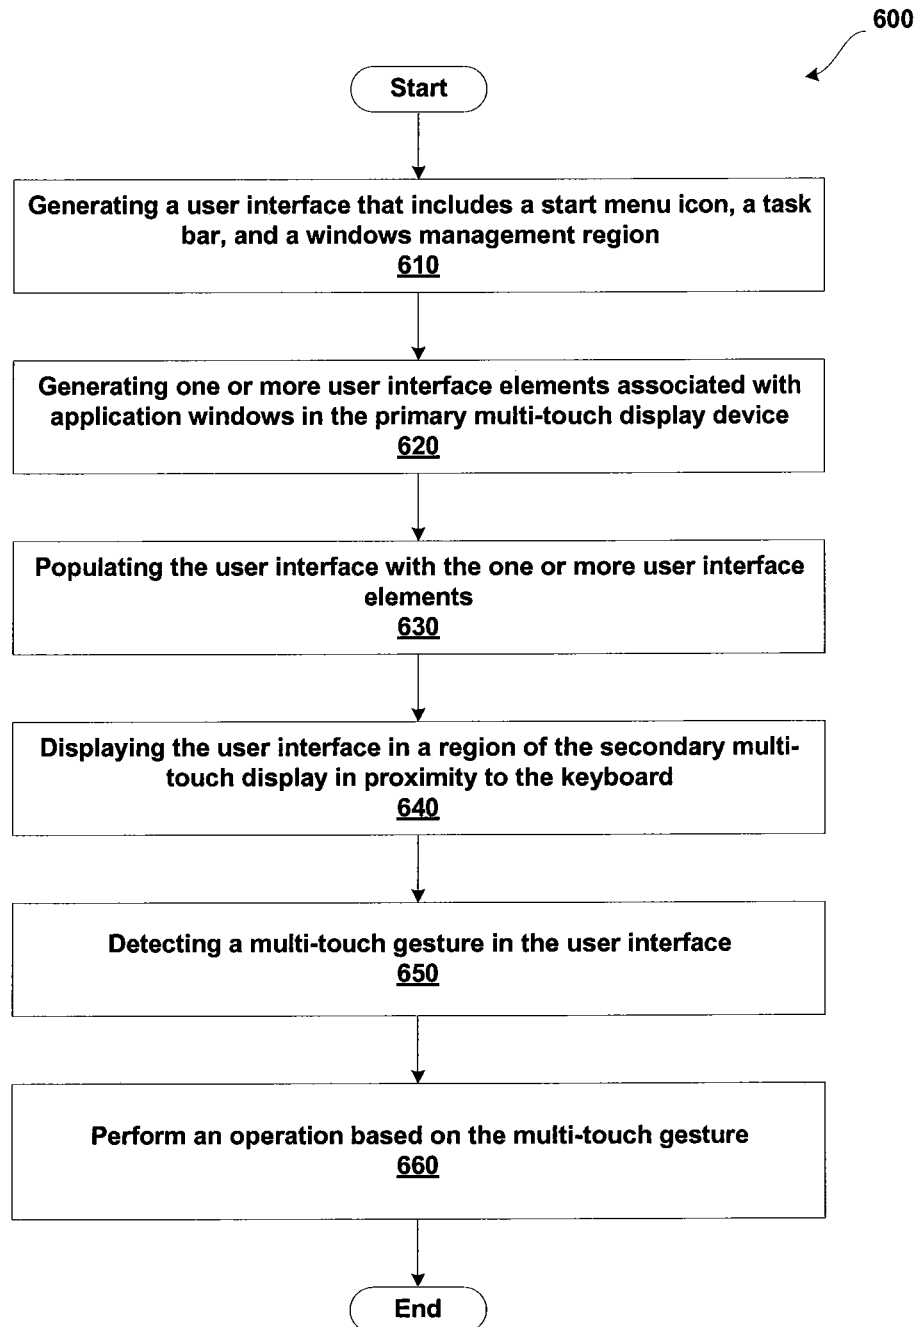 600
Start
Generating a user interface that includes a start menu icon, a task
bar, and a windows management region
610
Generating one or more user interface elements associated with
application windows in the primary multi-touch display device
620
Populating the user interface with the one or more user interface
elements
630
Displaying the user interface in a region of the secondary multi-
touch display in proximity to the keyboard
640
Detecting a multi-touch gesture in the user interface
650
Perform an operation based on the multi-touch gesture
660
End